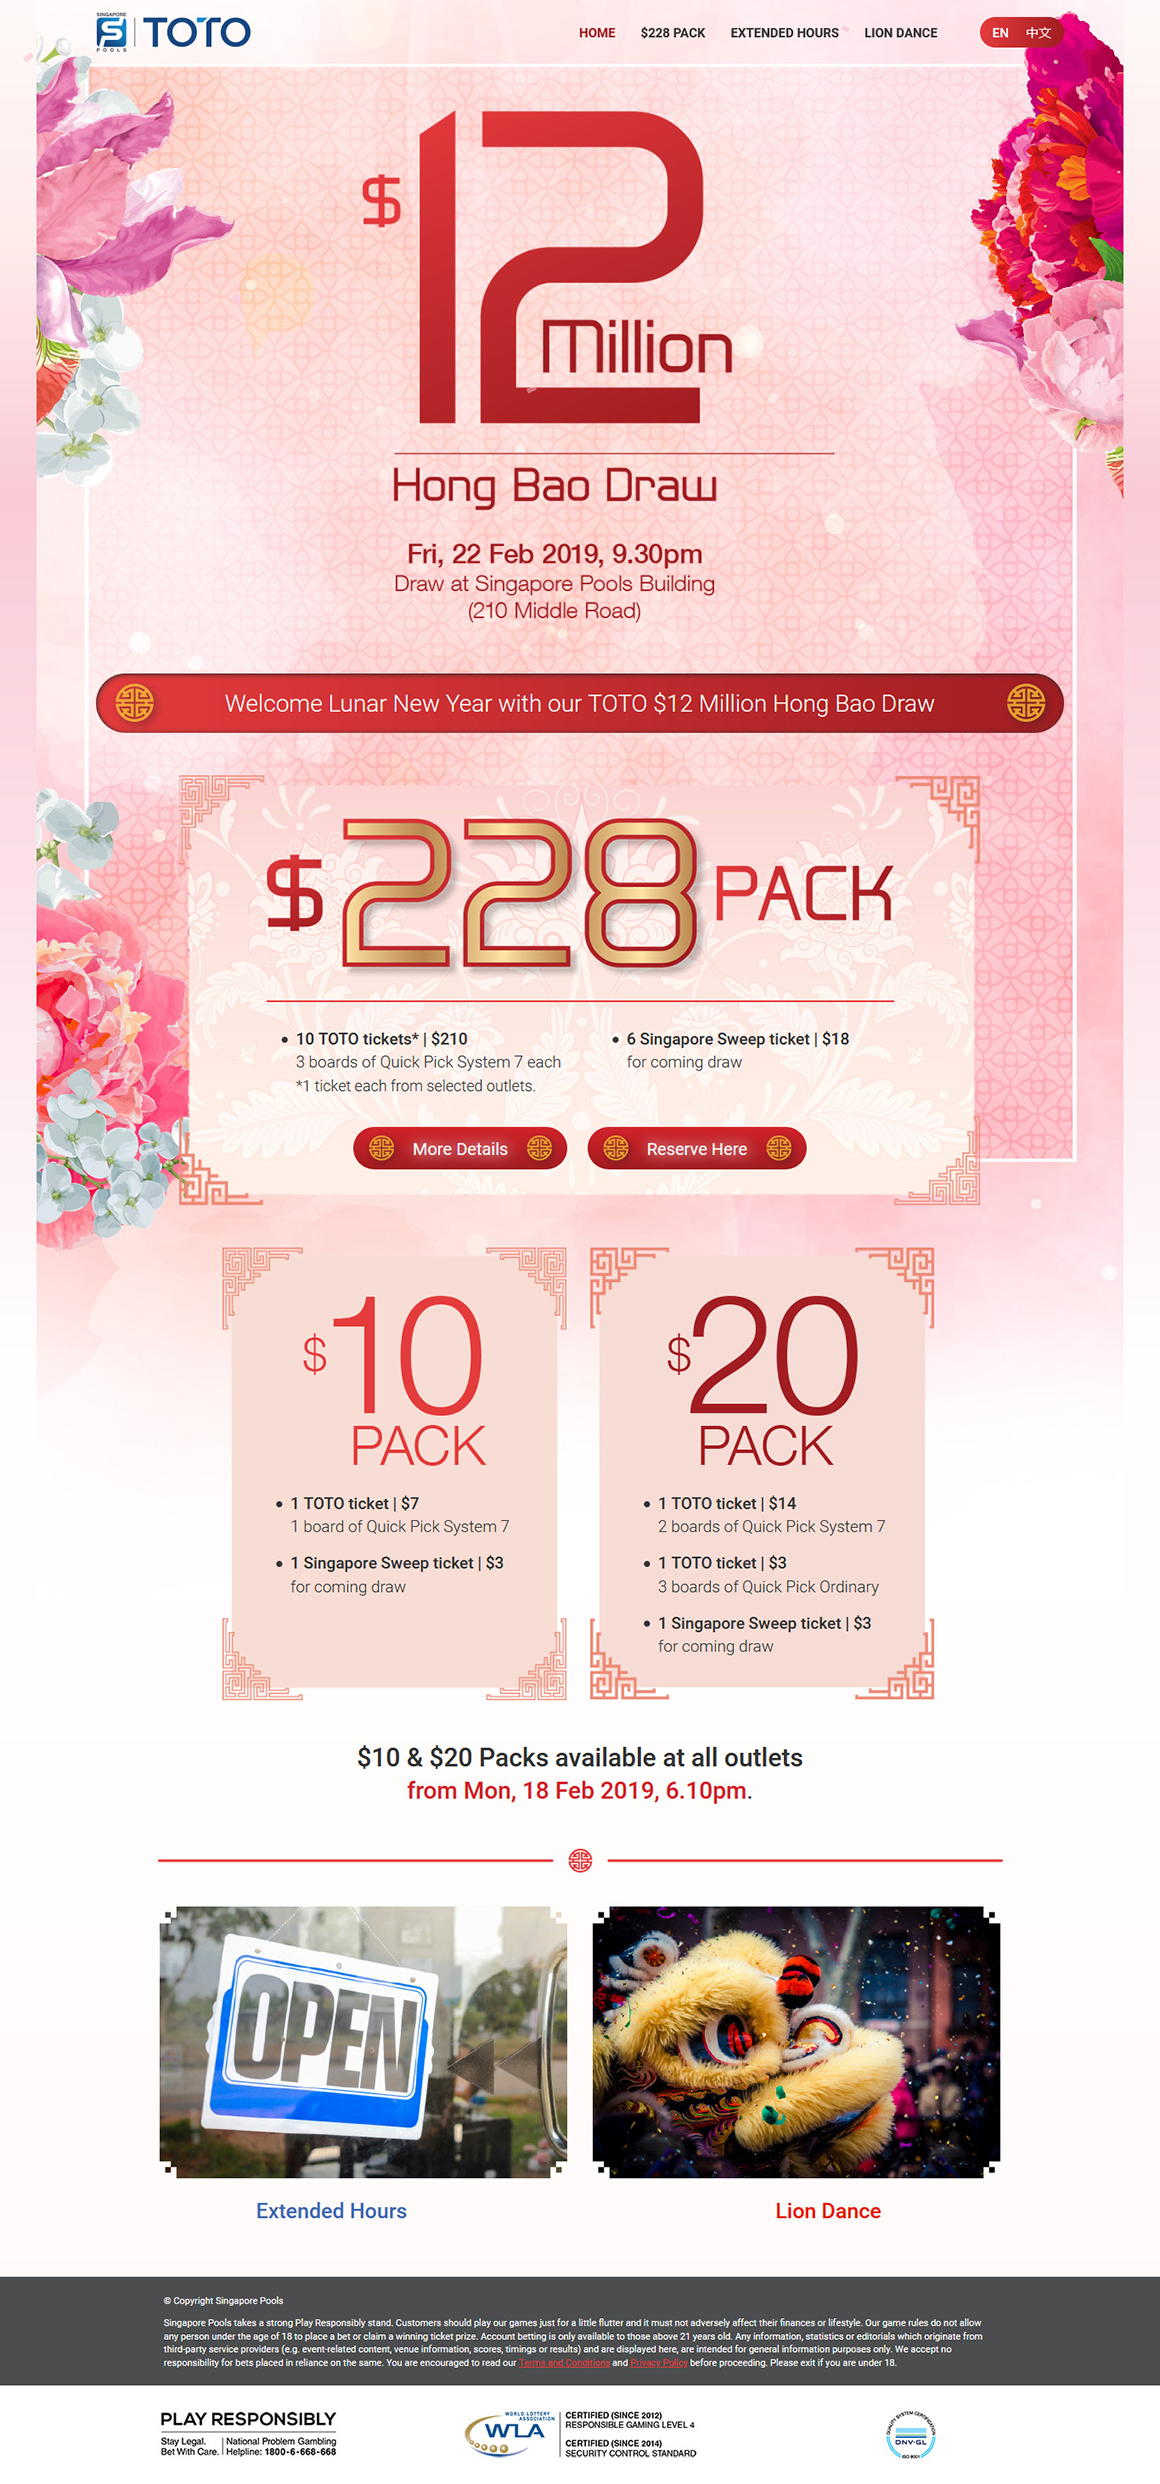 SINGAPORE
POOLS
TOTO
HOME $228 PACK EXTENDED HOURS LION DANCE EN 中文
$12
Million
Hong Bao Draw
Fri, 22 Feb 2019, 9.30pm
Draw at Singapore Pools Building
(210 Middle Road)
Welcome Lunar New Year with our TOTO $12 Million Hong Bao Draw
$228 PACK
10 TOTO tickets* | $210
3 boards of Quick Pick System 7 each
*1 ticket each from selected outlets.
6 Singapore Sweep ticket | $18
for coming draw
More Details
Reserve Here
$10
PACK
1 TOTO ticket | $7
1 board of Quick Pick System 7
1 Singapore Sweep ticket | $3
for coming draw
$20
PACK
1 TOTO ticket | $14
2 boards of Quick Pick System 7
1 TOTO ticket | $3
3 boards of Quick Pick Ordinary
1 Singapore Sweep ticket | $3
for coming draw
$10 & $20 Packs available at all outlets
from Mon, 18 Feb 2019, 6.10pm.
OPEN
Extended Hours
Lion Dance
© Copyright Singapore Pools
Singapore Pools takes a strong Play Responsibly stand. Customers should play our games just for a little flutter and it must not adversely affect their finances or lifestyle. Our game rules do not allow
any person under the age of 18 to place a bet or claim a winning ticket prize. Account betting is only available to those above 21 years old. Any information, statistics or editorials which originate from
third-party service providers (e.g. event-related content, venue information, scores, timings or results) and are displayed here, are intended for general information purposes only. We accept no
responsibility for bets placed in reliance on the same. You are encouraged to read our Terms and Conditions and Privacy Policy before proceeding. Please exit if you are under 18.
PLAY RESPONSIBLY
Stay Legal.
Bet With Care.
National Problem Gambling
Helpline: 1800-6-668-668
WORLD LOTTERY
ASSOCIATION
WLA
CERTIFIED (SINCE 2012)
RESPONSIBLE GAMING LEVEL 4
CERTIFIED (SINCE 2014)
SECURITY CONTROL STANDARD
QUALITY SYSTEM CERTIFICATION
DNV·GL
ISO 9001